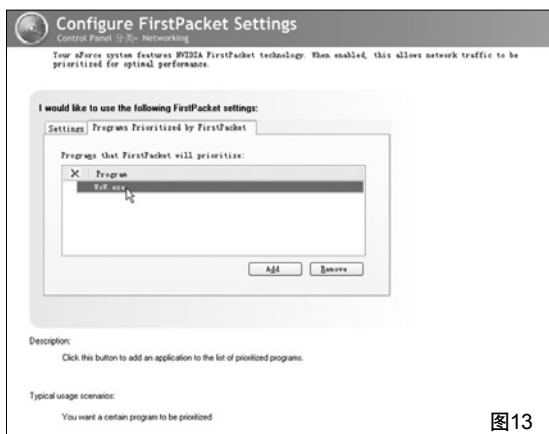 Configure FirstPacket Settings
Control Panel 分类- Networking
Your nForce system features NVIDIA FirstPacket technology. When enabled, this allows network traffic to be
prioritized for optimal performance.
I would like to use the following FirstPacket settings:
Settings Programs Prioritized by FirstPacket
Programs that FirstPacket will prioritize:
Program
WoW.exe
Add Remove
Description:
Click this button to add an application to the list of prioritized programs.
Typical usage scenarios:
You want a certain program to be prioritized
图13